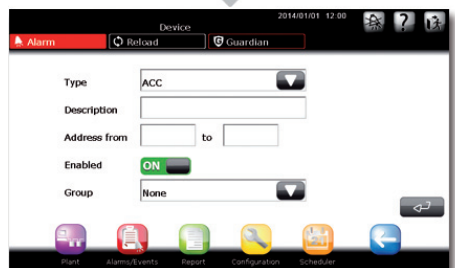 2014/01/01 12:00
Device
Alarm Reload Guardian
Type ACC
Description
Address from to
Enabled ON
Group None
Plant Alarms/Events Report Configuration Scheduler